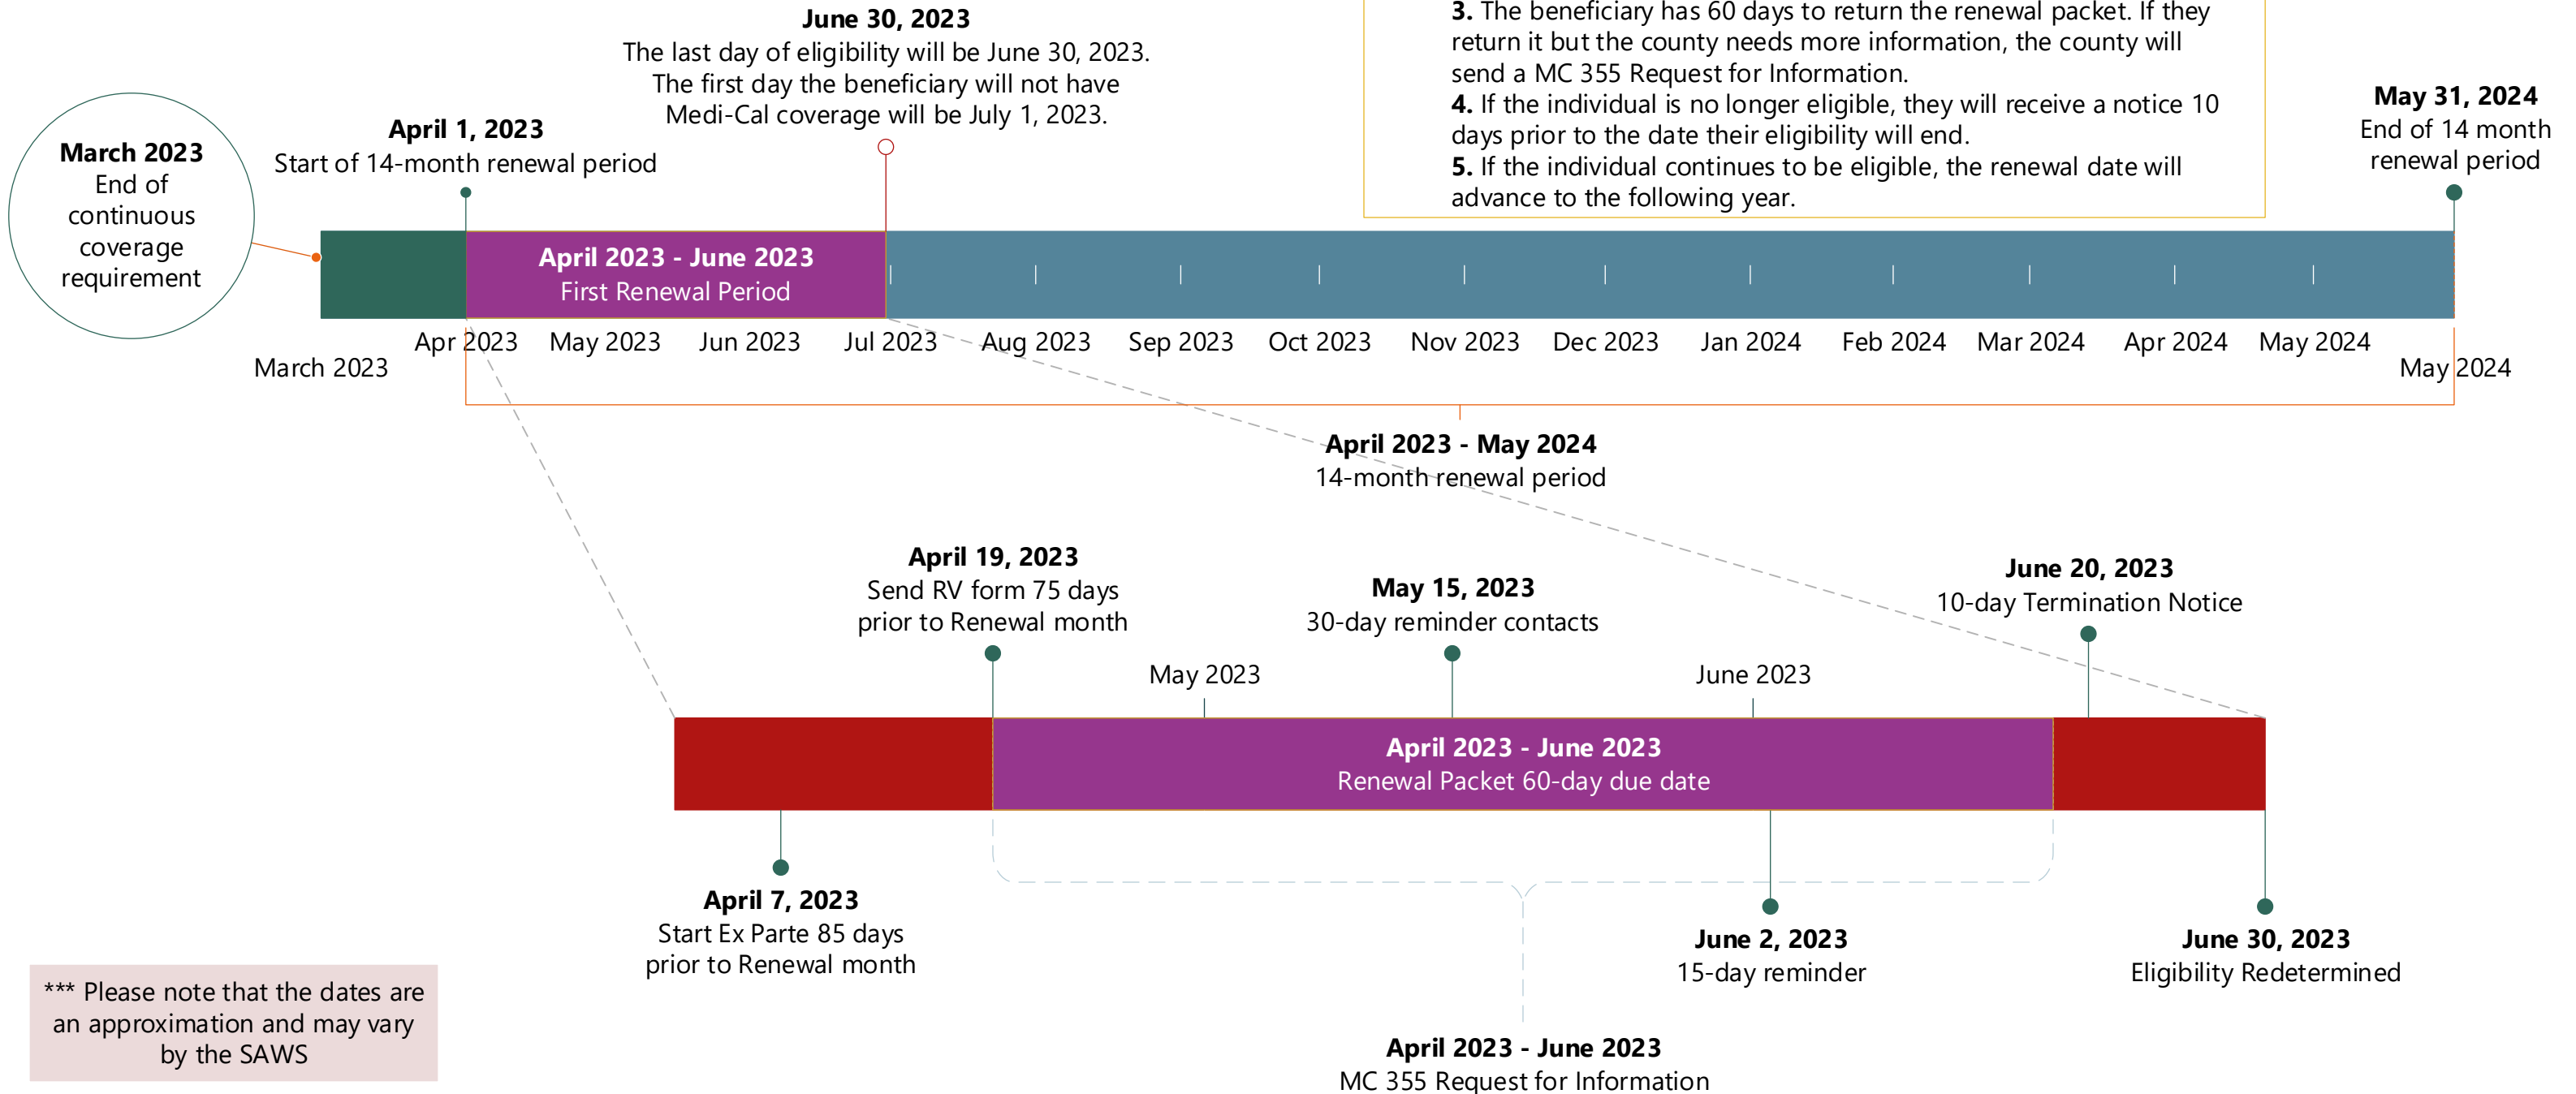 3. The beneficiary has 60 days to return the renewal packet. If they
return it but the county needs more information, the county will
send a MC 355 Request for Information.
4. If the individual is no longer eligible, they will receive a notice 10
days prior to the date their eligibility will end.
5. If the individual continues to be eligible, the renewal date will
advance to the following year.
March 2023
End of
continuous
coverage
requirement
April 1, 2023
Start of 14-month renewal period
June 30, 2023
The last day of eligibility will be June 30, 2023.
The first day the beneficiary will not have
Medi-Cal coverage will be July 1, 2023.
May 31, 2024
End of 14 month
renewal period
April 2023 - June 2023
First Renewal Period
Apr 2023 May 2023 Jun 2023 Jul 2023 Aug 2023 Sep 2023 Oct 2023 Nov 2023 Dec 2023 Jan 2024 Feb 2024 Mar 2024 Apr 2024 May 2024
March 2023 May 2024
April 2023 - May 2024
14-month renewal period
April 19, 2023
Send RV form 75 days
prior to Renewal month
May 15, 2023
30-day reminder contacts
June 20, 2023
10-day Termination Notice
May 2023 June 2023
April 2023 - June 2023
Renewal Packet 60-day due date
April 7, 2023
Start Ex Parte 85 days
prior to Renewal month
June 2, 2023
15-day reminder
June 30, 2023
Eligibility Redetermined
*** Please note that the dates are
an approximation and may vary
by the SAWS
April 2023 - June 2023
MC 355 Request for Information